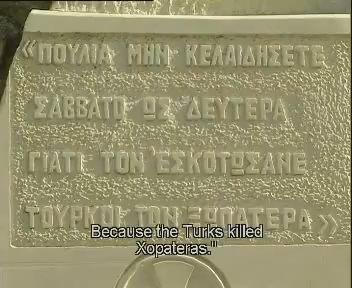 «ΠΟΥΛΙΑ ΜΗΝ ΚΕΛΑΙΔΗΣΕΤΕ
ΣΑΒΒΑΤΟ ΩΣ ΔΕΥΤΕΡΑ
ΓΙΑΤΙ ΤΟΝ ΕΣΚΟΤΩΣΑΝΕ
ΤΟΥΡΚΟΙ ΤΟΝ ΞΩΠΑΤΕΡΑ»
Because the Turks killed
Xopateras."